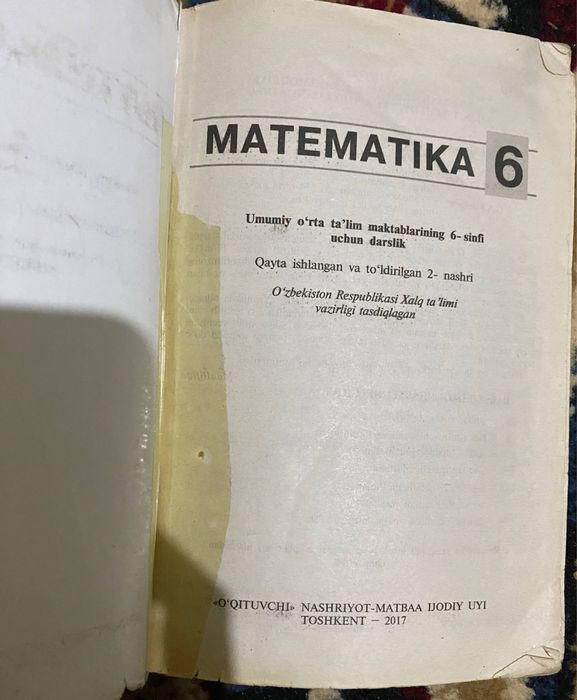 MATEMATIKA 6
Umumiy o‘rta ta’lim maktablarining 6- sinfi
uchun darslik
Qayta ishlangan va to‘ldirilgan 2- nashri
O‘zbekiston Respublikasi Xalq ta’limi
vazirligi tasdiqlagan
«O‘QITUVCHI» NASHRIYOT-MATBAA IJODIY UYI
TOSHKENT — 2017